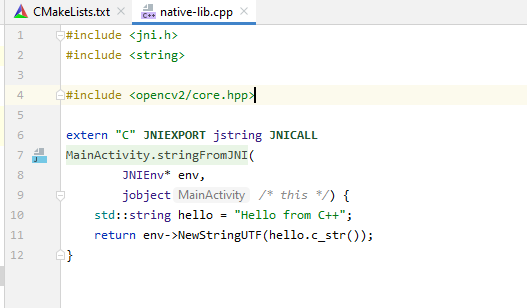 CMakeLists.txt
native-lib.cpp
1 #include <jni.h>
2 #include <string>
3
4 #include <opencv2/core.hpp>
5
6 extern "C" JNIEXPORT jstring JNICALL
7 MainActivity.stringFromJNI(
8 JNIEnv* env,
9 jobject MainActivity /* this */) {
10 std::string hello = "Hello from C++";
11 return env->NewStringUTF(hello.c_str());
12 }